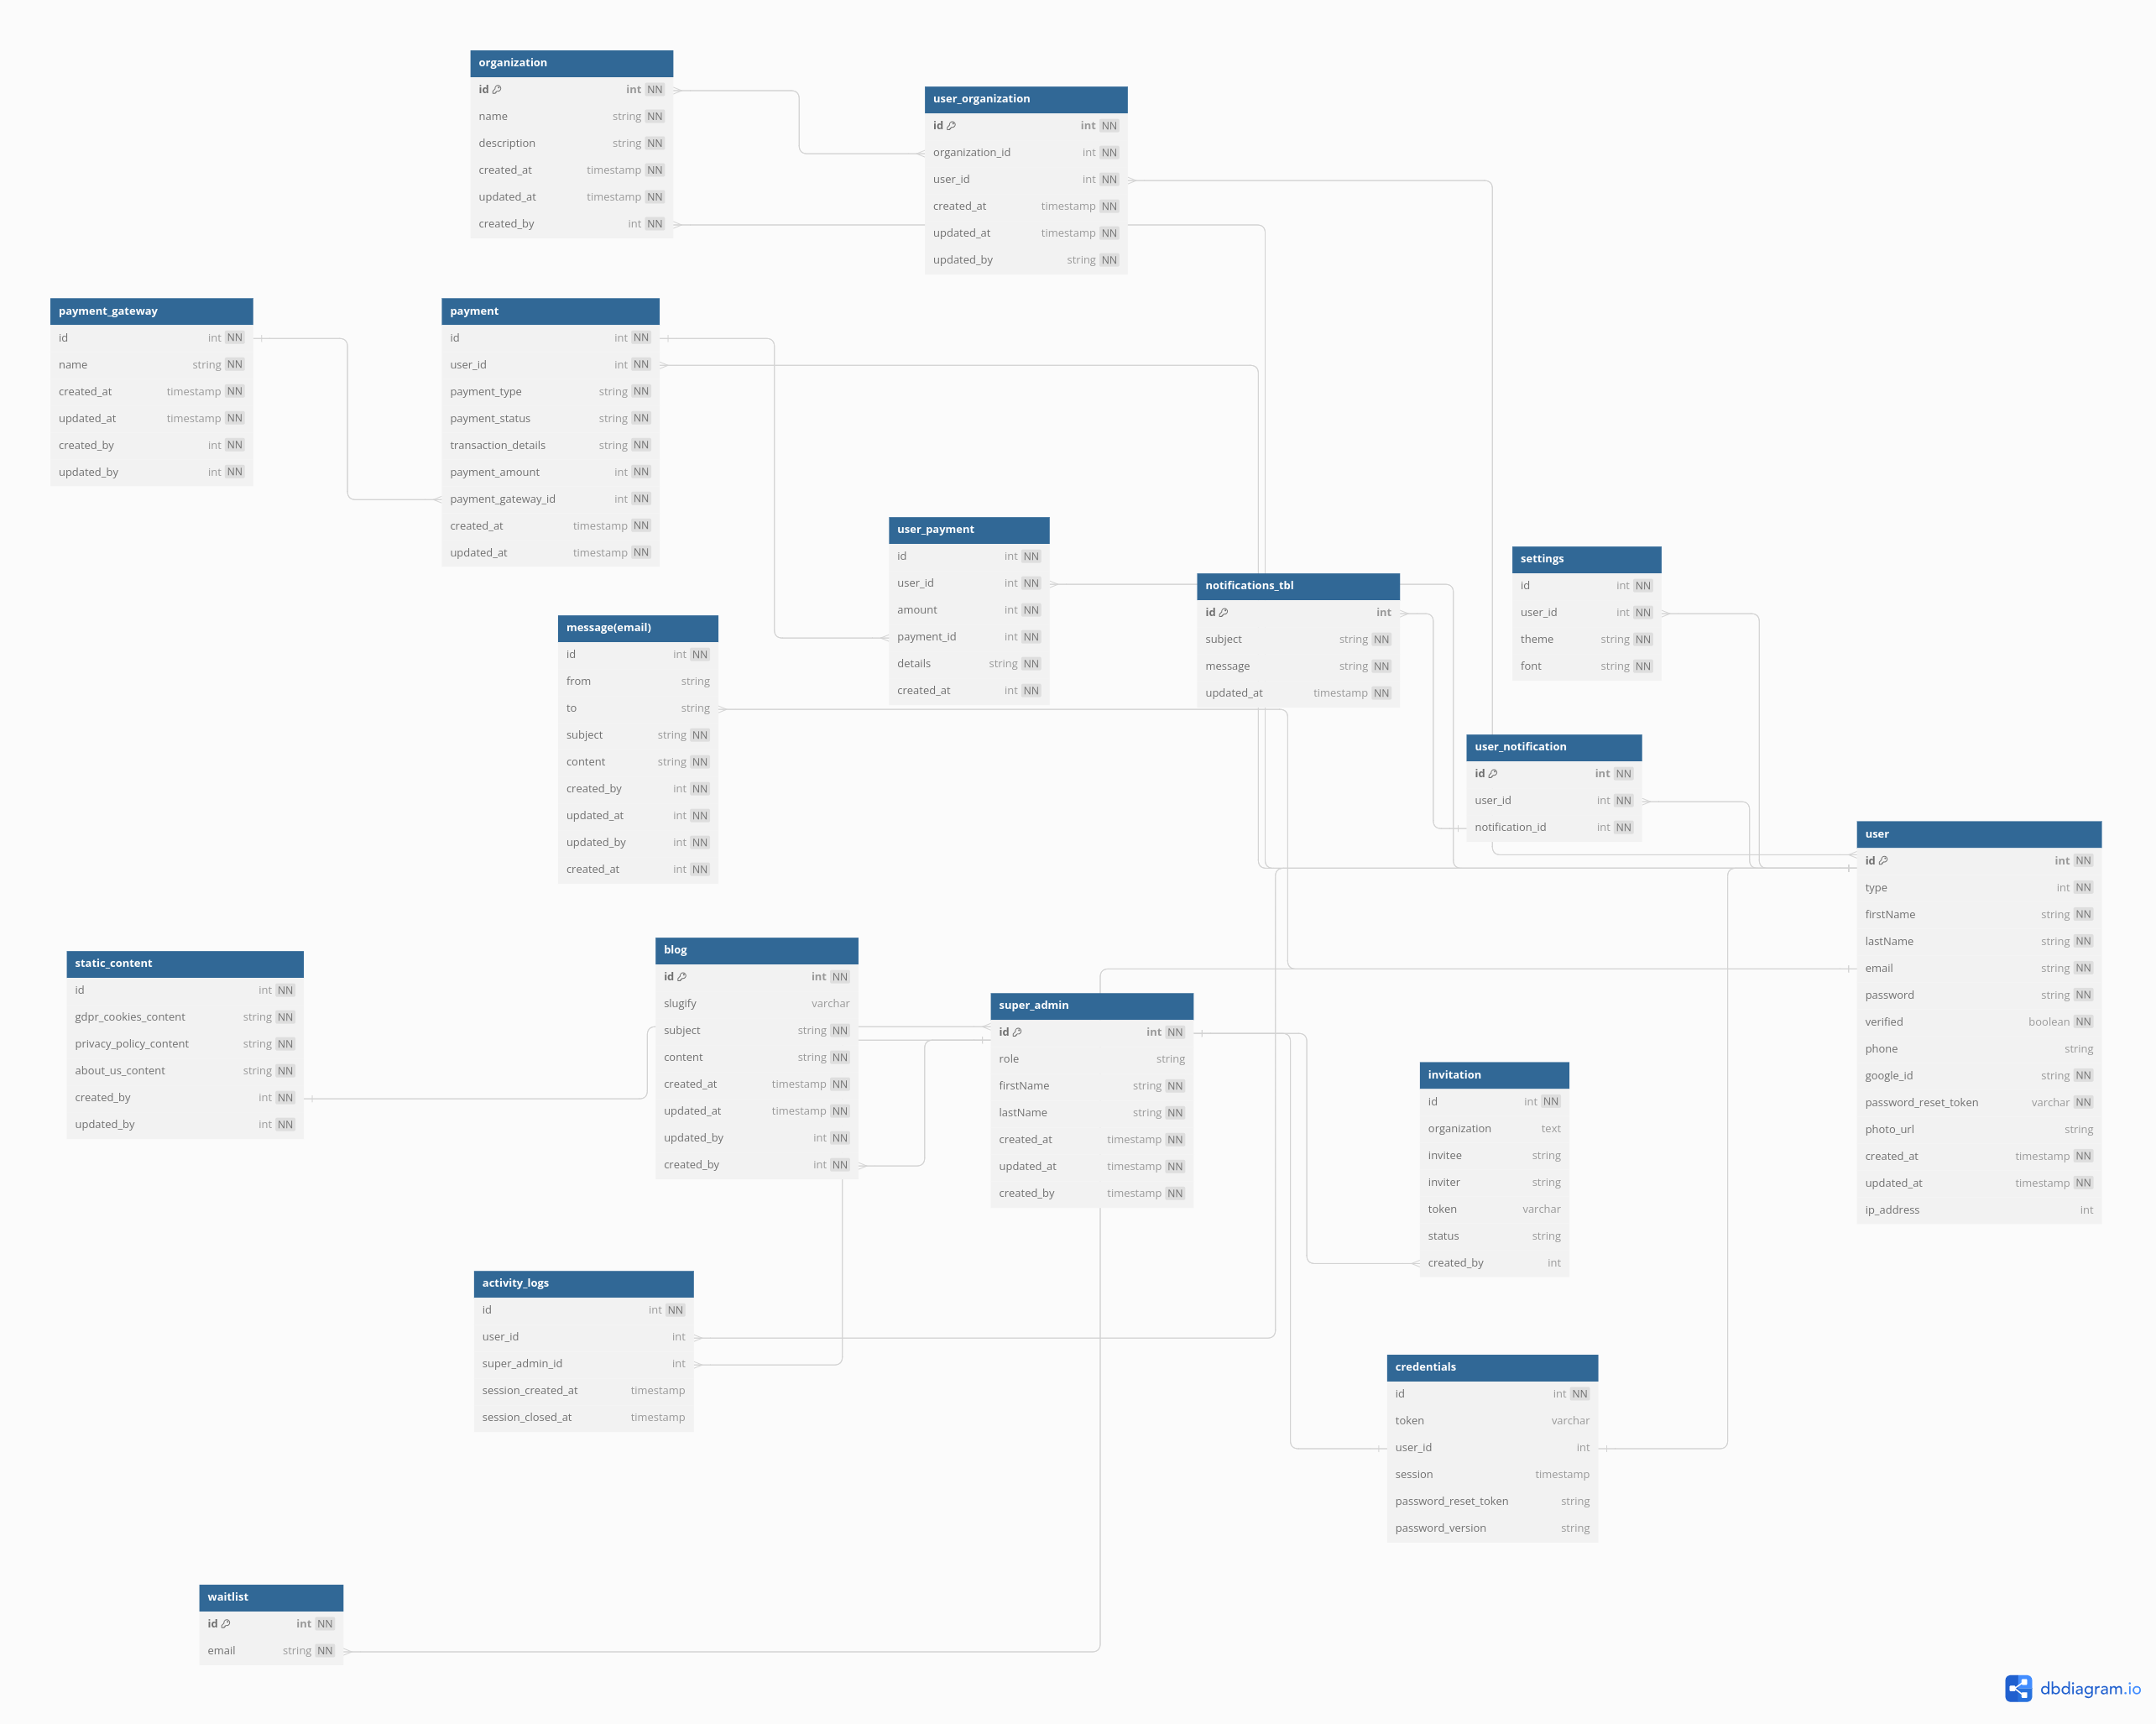 organization
id int NN
name string NN
description string NN
created_at timestamp NN
updated_at timestamp NN
created_by int NN
user_organization
id int NN
organization_id int NN
user_id int NN
created_at timestamp NN
updated_at timestamp NN
updated_by string NN
payment_gateway
id int NN
name string NN
created_at timestamp NN
updated_at timestamp NN
created_by int NN
updated_by int NN
payment
id int NN
user_id int NN
payment_type string NN
payment_status string NN
transaction_details string NN
payment_amount int NN
payment_gateway_id int NN
created_at timestamp NN
updated_at timestamp NN
user_payment
id int NN
user_id int NN
amount int NN
payment_id int NN
details string NN
created_at int NN
notifications_tbl
id int
subject string NN
message string NN
updated_at timestamp NN
settings
id int NN
user_id int NN
theme string NN
font string NN
message(email)
id int NN
from string
to string
subject string NN
content string NN
created_by int NN
updated_at int NN
updated_by int NN
created_at int NN
user_notification
id int NN
user_id int NN
notification_id int NN
user
id int NN
type int NN
firstName string NN
lastName string NN
email string NN
password string NN
verified boolean NN
phone string
google_id string NN
password_reset_token varchar NN
photo_url string
created_at timestamp NN
updated_at timestamp NN
ip_address int
static_content
id int NN
gdpr_cookies_content string NN
privacy_policy_content string NN
about_us_content string NN
created_by int NN
updated_by int NN
blog
id int NN
slugify varchar
subject string NN
content string NN
created_at timestamp NN
updated_at timestamp NN
updated_by int NN
created_by int NN
super_admin
id int NN
role string
firstName string NN
lastName string NN
created_at timestamp NN
updated_at timestamp NN
created_by timestamp NN
invitation
id int NN
organization text
invitee string
inviter string
token varchar
status string
created_by int
activity_logs
id int NN
user_id int
super_admin_id int
session_created_at timestamp
session_closed_at timestamp
credentials
id int NN
token varchar
user_id int
session timestamp
password_reset_token string
password_version string
waitlist
id int NN
email string NN
dbdiagram.io